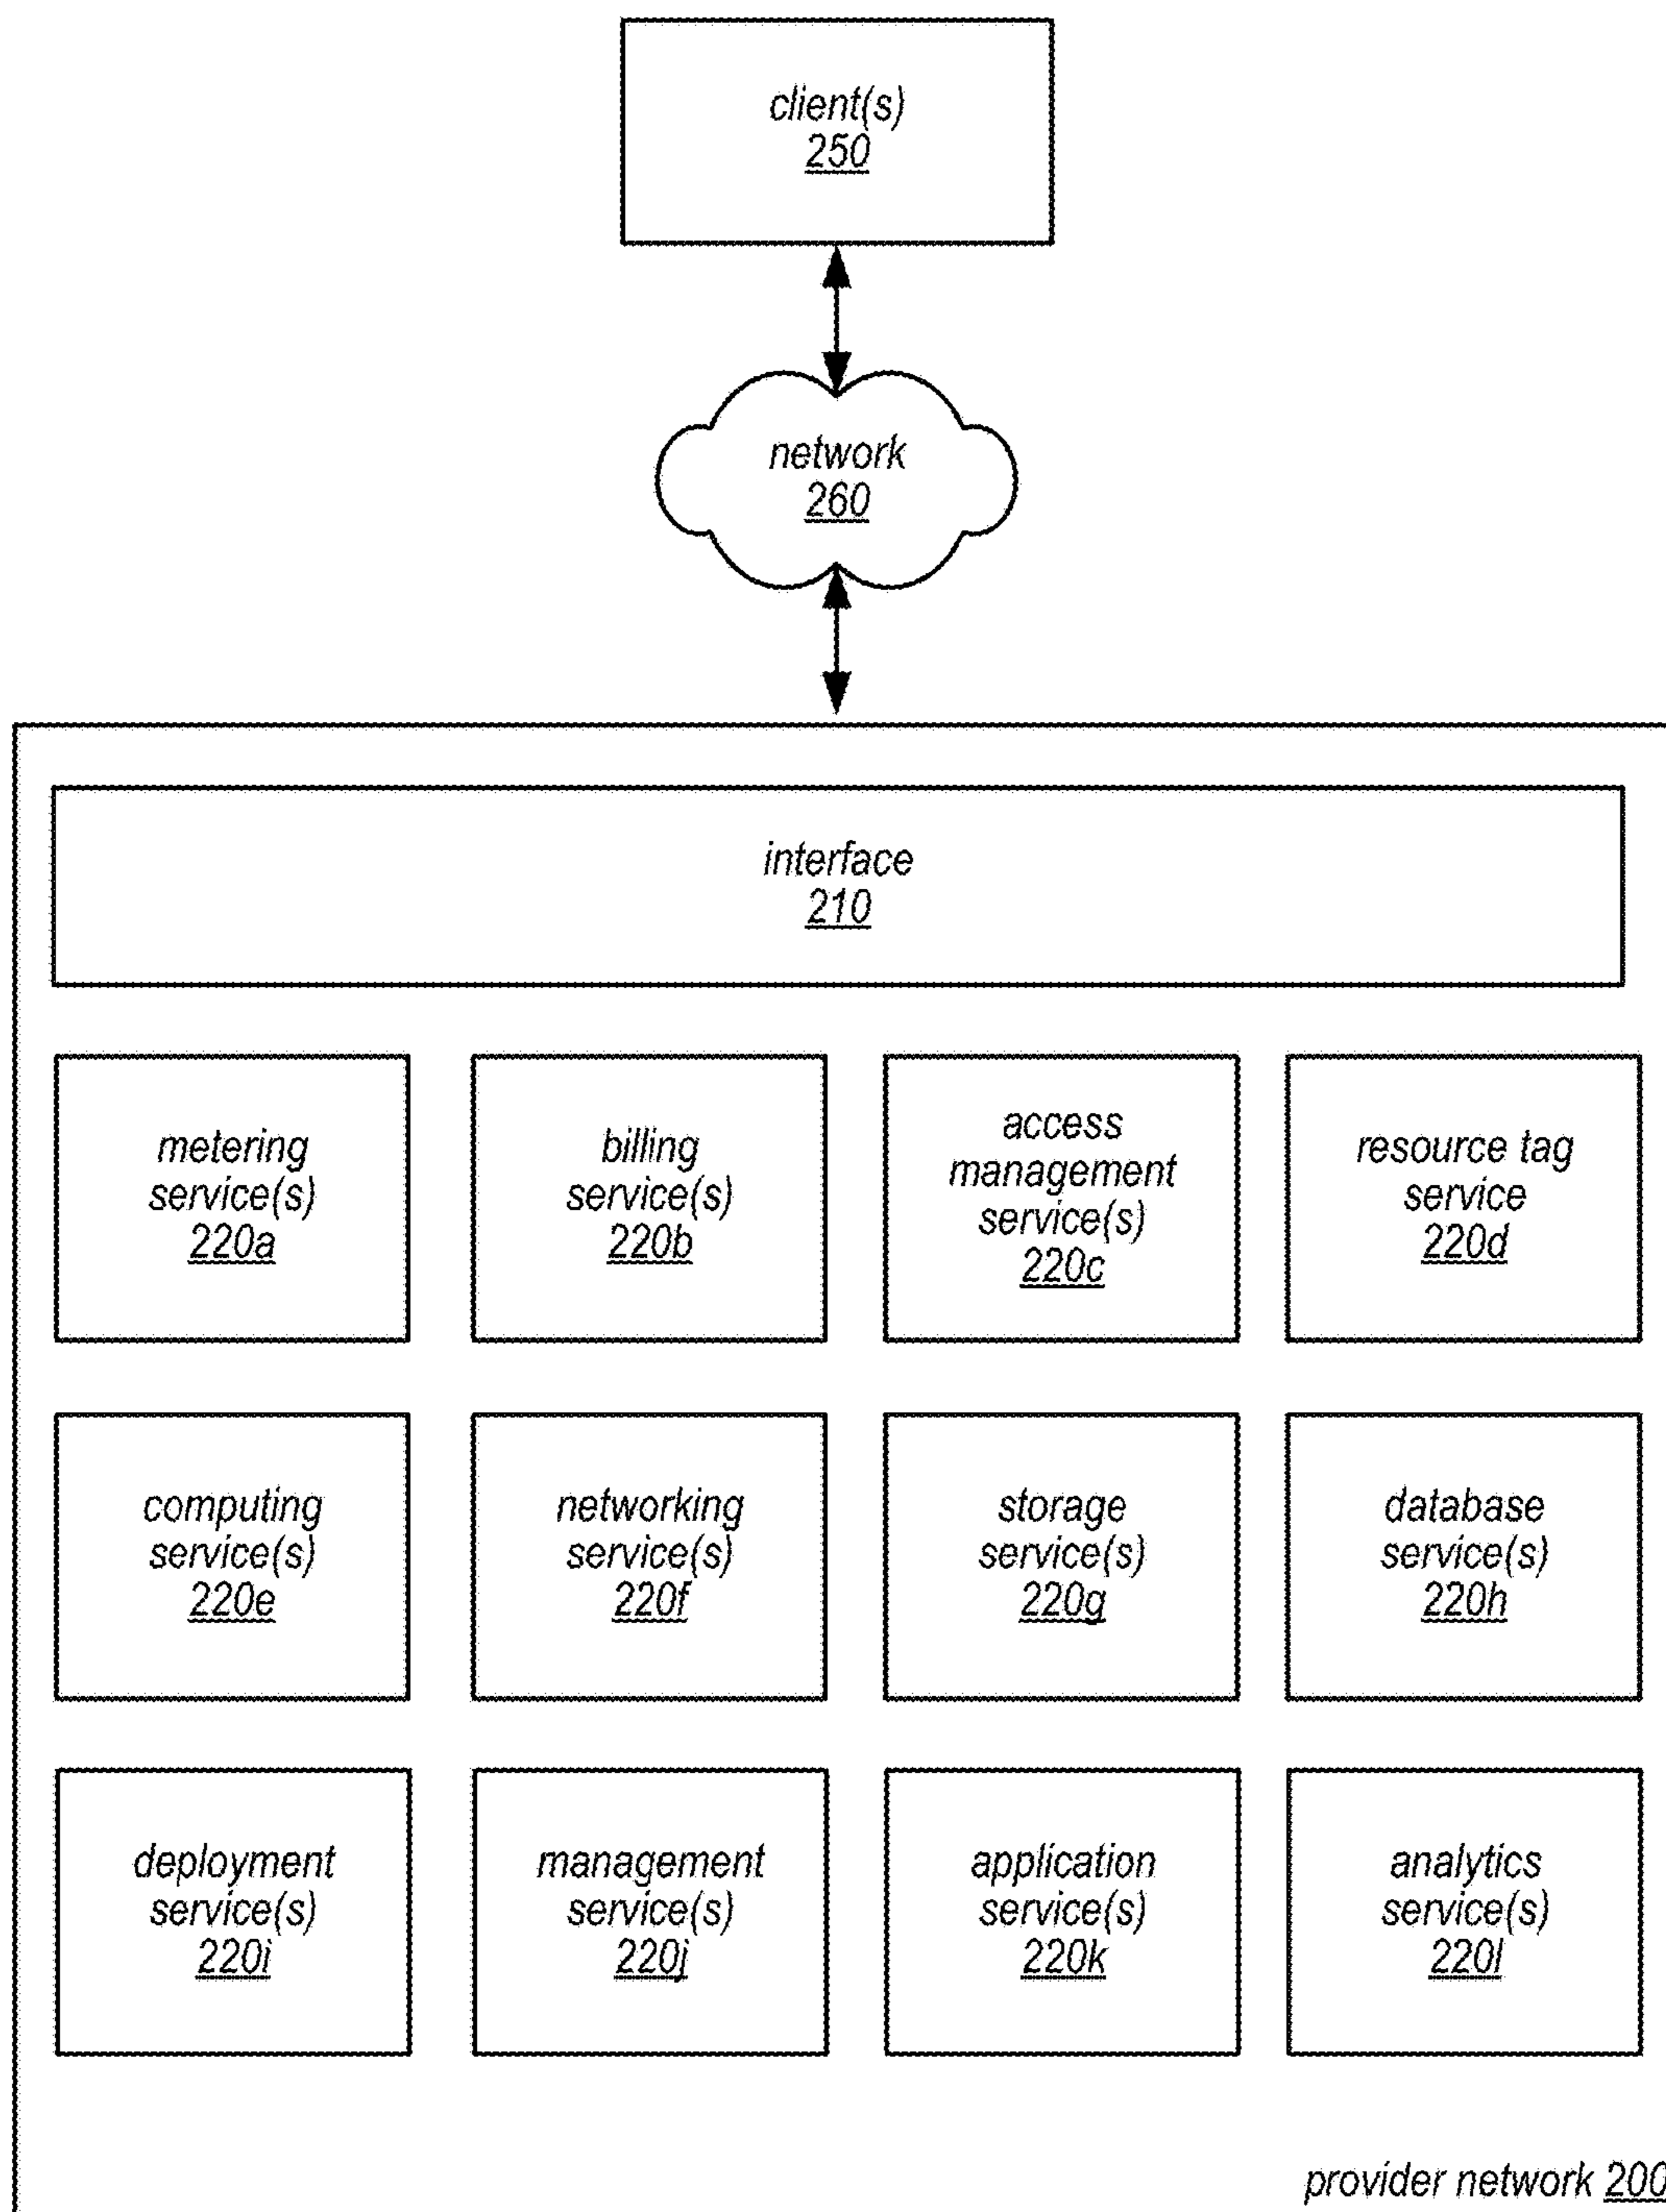 client(s)
250
network
260
interface
210
metering
service(s)
220a
billing
service(s)
220b
access
management
service(s)
220c
resource tag
service
220d
computing
service(s)
220e
networking
service(s)
220f
storage
service(s)
220g
database
service(s)
220h
deployment
service(s)
220i
management
service(s)
220j
application
service(s)
220k
analytics
service(s)
220l
provider network 200